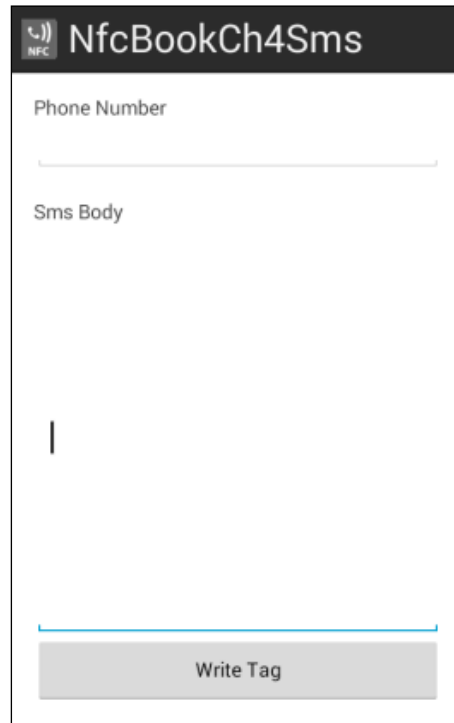 NFC
NfcBookCh4Sms
Phone Number
Sms Body
Write Tag